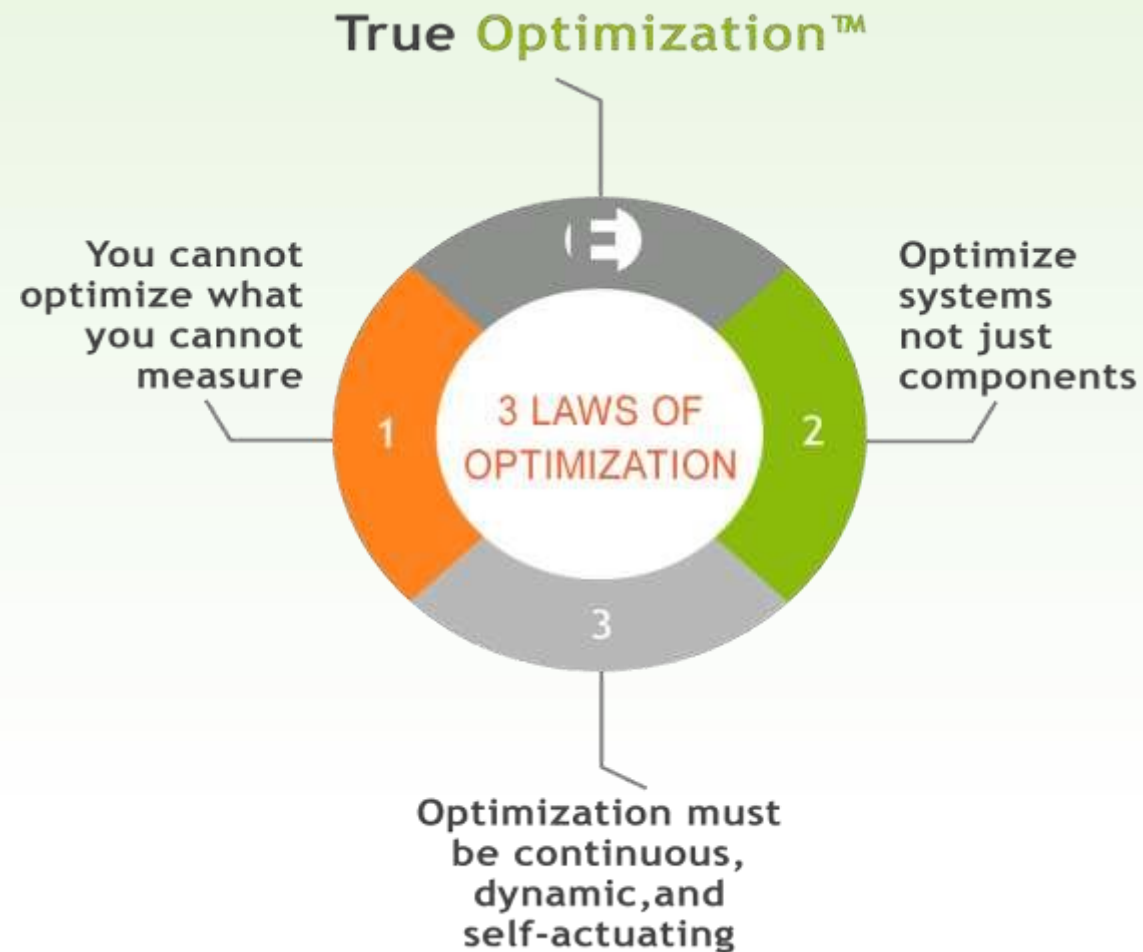 True Optimization™
You cannot
optimize what
you cannot
measure
Optimize
systems
not just
components
1
3 LAWS OF
OPTIMIZATION
2
3
Optimization must
be continuous,
dynamic,and
self-actuating